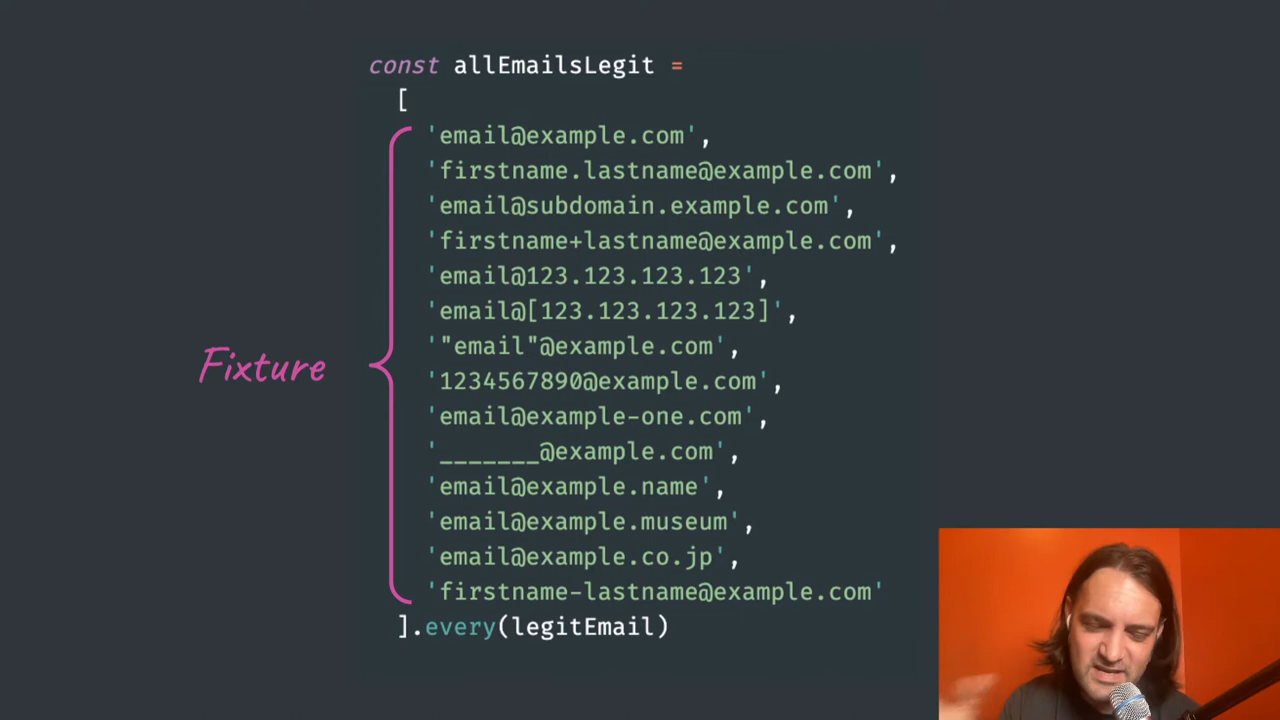 const allEmailsLegit =
[
'email@example.com',
'firstname.lastname@example.com',
'email@subdomain.example.com',
'firstname+lastname@example.com',
'email@123.123.123.123',
'email@[123.123.123.123]',
'"email"@example.com',
'1234567890@example.com',
'email@example-one.com',
'_______@example.com',
'email@example.name',
'email@example.museum',
'email@example.co.jp',
'firstname-lastname@example.com'
].every(legitEmail)
Fixture